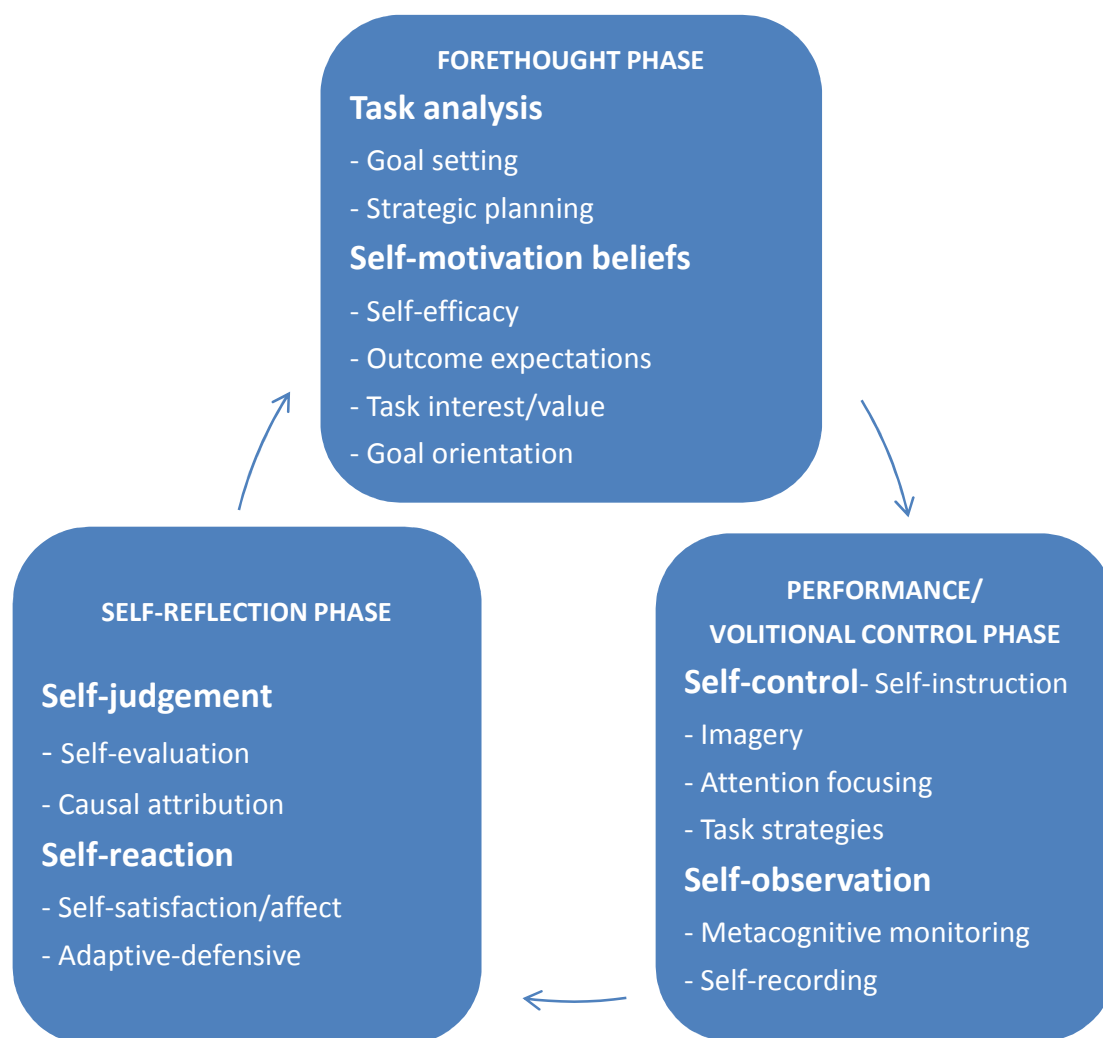 FORETHOUGHT PHASE
Task analysis
- Goal setting
- Strategic planning
Self-motivation beliefs
- Self-efficacy
- Outcome expectations
- Task interest/value
- Goal orientation
SELF-REFLECTION PHASE
Self-judgement
- Self-evaluation
- Causal attribution
Self-reaction
- Self-satisfaction/affect
- Adaptive-defensive
PERFORMANCE/
VOLITIONAL CONTROL PHASE
Self-control- Self-instruction
- Imagery
- Attention focusing
- Task strategies
Self-observation
- Metacognitive monitoring
- Self-recording